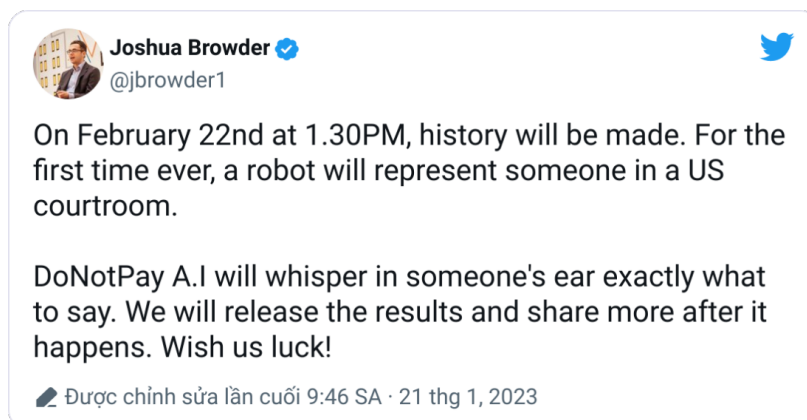 Joshua Browder
@jbrowder1
On February 22nd at 1.30PM, history will be made. For the
first time ever, a robot will represent someone in a US
courtroom.
DoNotPay A.I will whisper in someone's ear exactly what
to say. We will release the results and share more after it
happens. Wish us luck!
Được chỉnh sửa lần cuối 9:46 SA · 21 thg 1, 2023